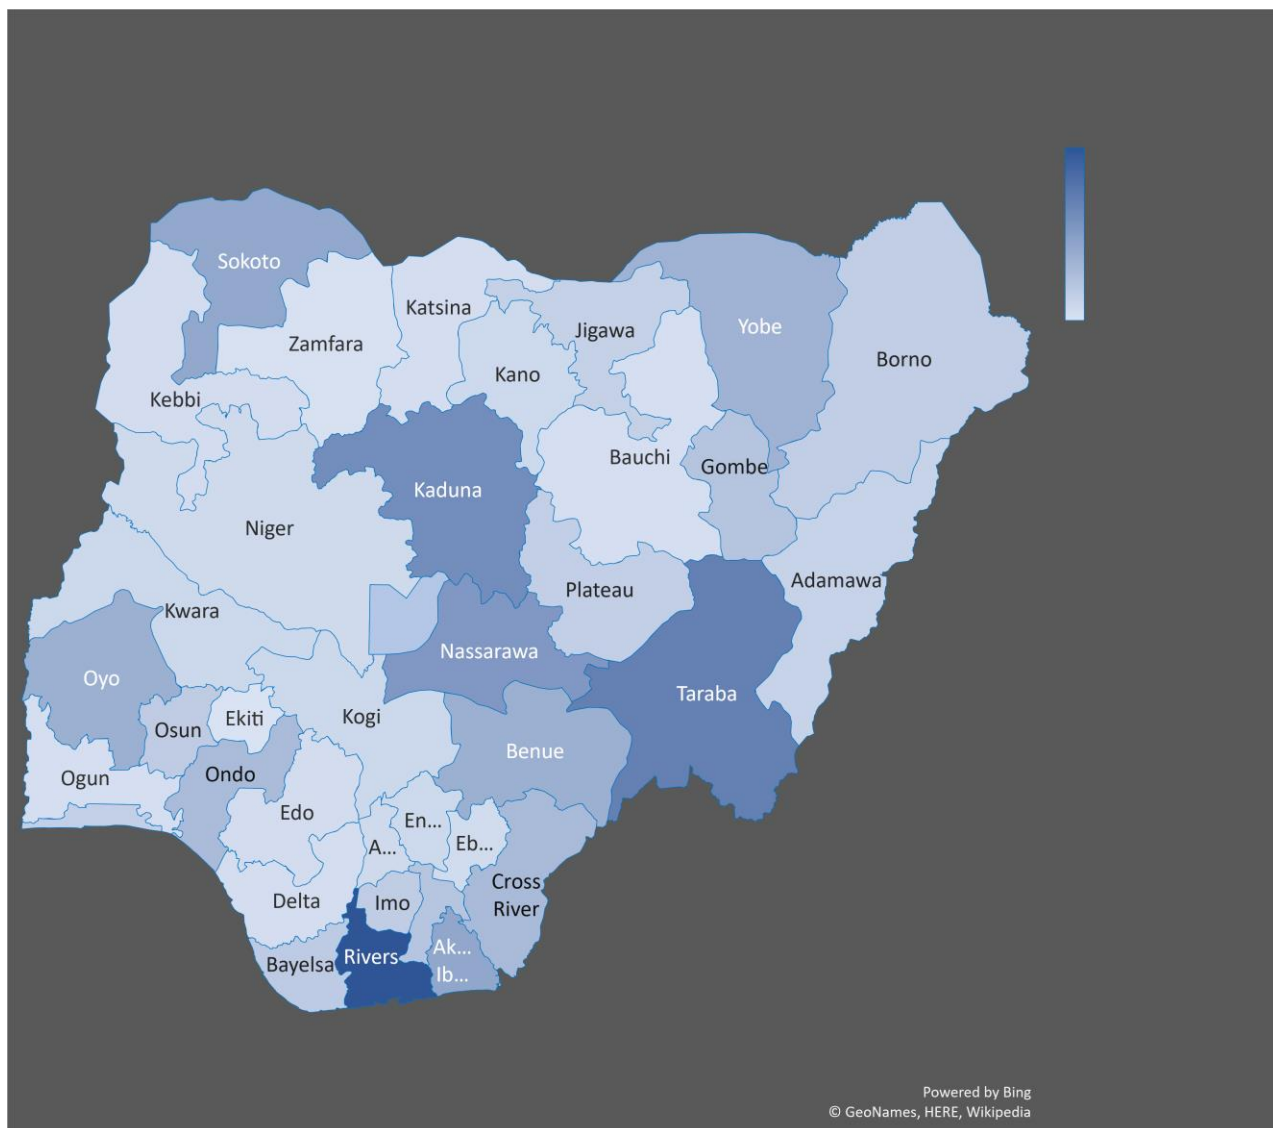 Sokoto
Katsina
Jigawa
Yobe
Zamfara
Borno
Kano
Kebbi
Bauchi
Gombe
Kaduna
Niger
Adamawa
Plateau
Kwara
Nassarawa
Oyo
Taraba
Kogi
Ekiti
Osun
Benue
Ondo
Ogun
Edo
En...
A...
Eb...
Cross
River
Delta
Imo
Ak...
Ib...
Rivers
Bayelsa
Powered by Bing
© GeoNames, HERE, Wikipedia